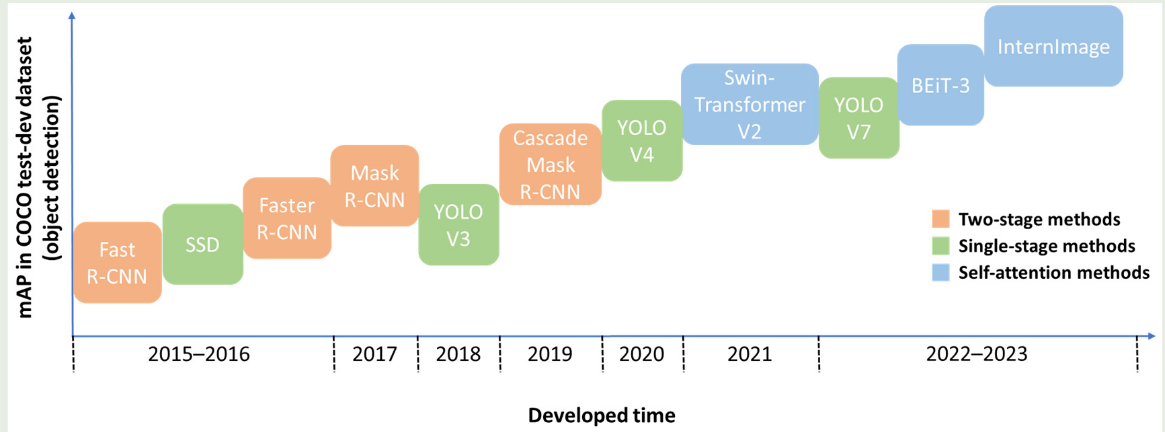 mAP in COCO test-dev dataset
(object detection)
Fast
R-CNN
SSD
Faster
R-CNN
Mask
R-CNN
YOLO
V3
Cascade
Mask
R-CNN
YOLO
V4
Swin-
Transformer
V2
YOLO
V7
BEiT-3
InternImage
Two-stage methods
Single-stage methods
Self-attention methods
2015–2016
2017
2018
2019
2020
2021
2022–2023
Developed time